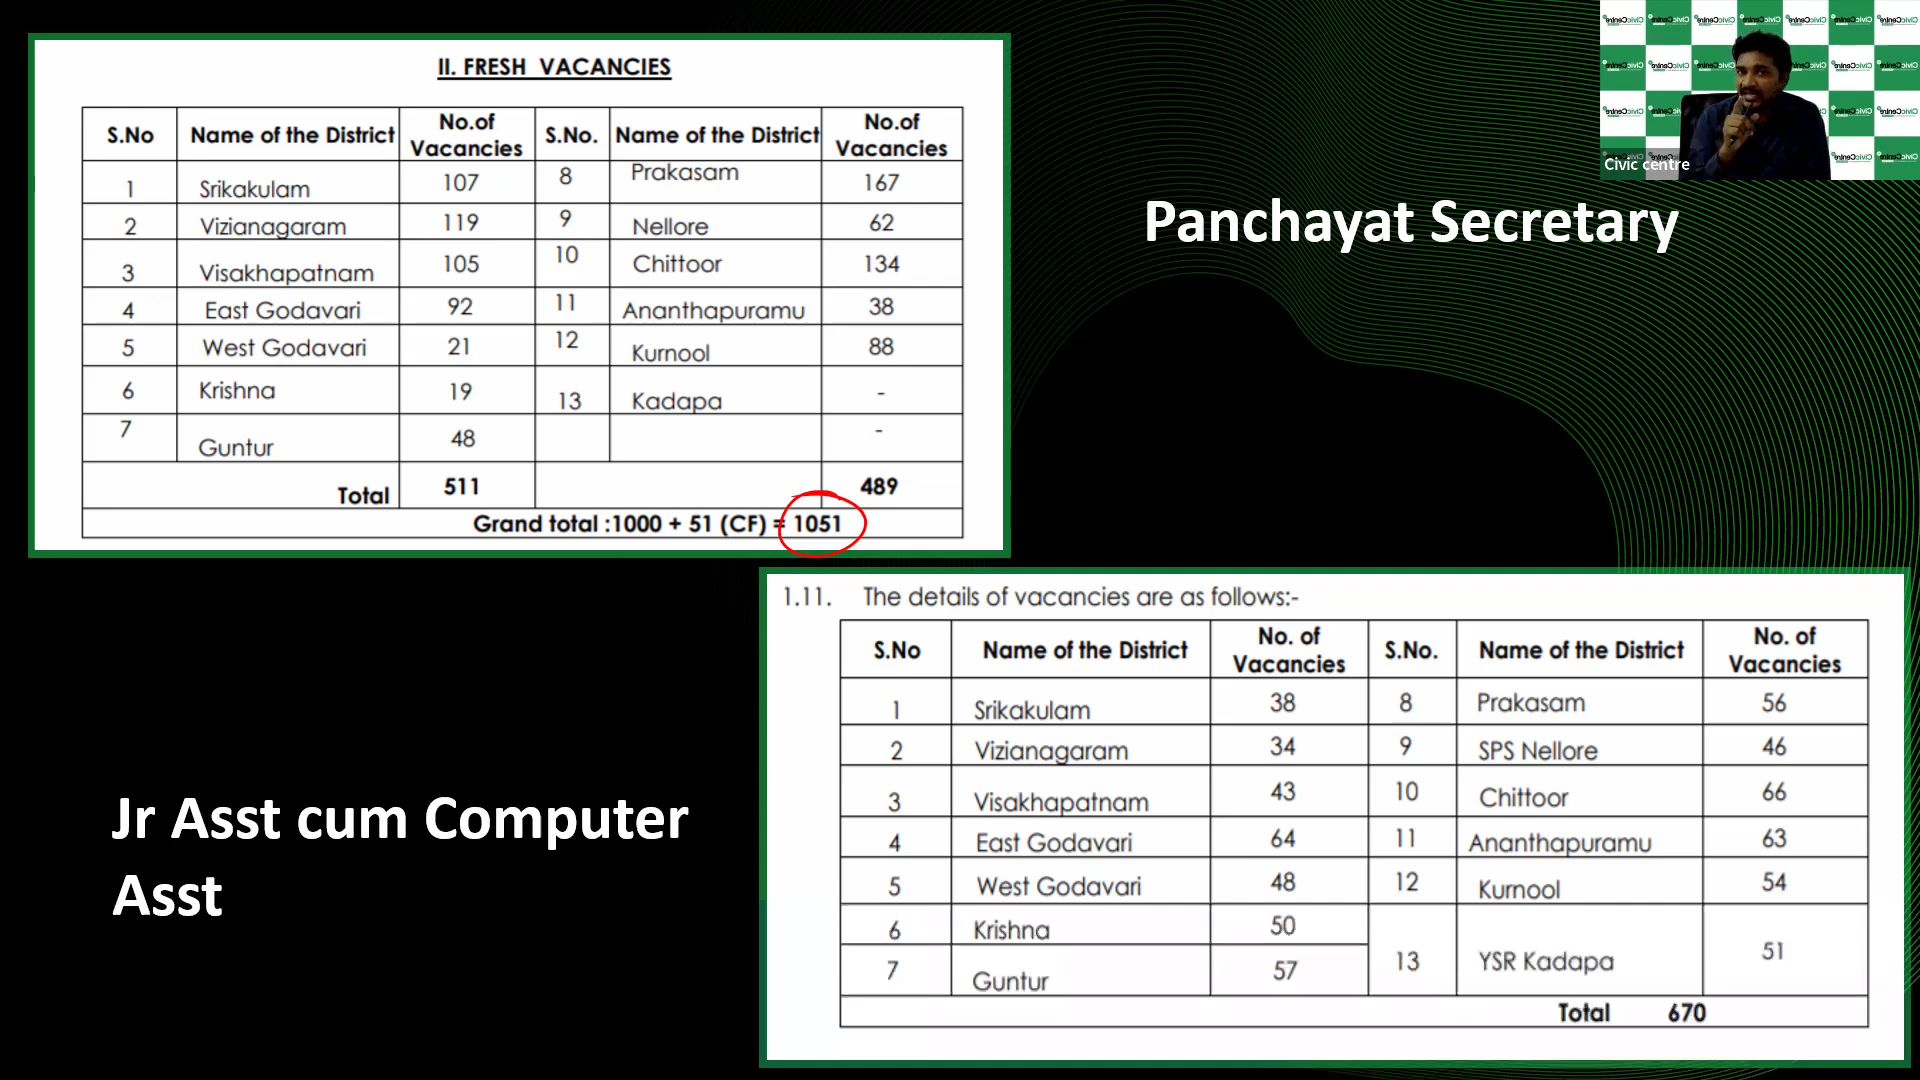 II. FRESH VACANCIES
S.No Name of the District No.of Vacancies S.No. Name of the District No.of Vacancies
1 Srikakulam 107 8 Prakasam 167
2 Vizianagaram 119 9 Nellore 62
3 Visakhapatnam 105 10 Chittoor 134
4 East Godavari 92 11 Ananthapuramu 38
5 West Godavari 21 12 Kurnool 88
6 Krishna 19 13 Kadapa -
7 Guntur 48 -
Total 511 489
Grand total :1000 + 51 (CF) = 1051
Civic centre
Panchayat Secretary
1.11. The details of vacancies are as follows:-
S.No Name of the District No. of Vacancies S.No. Name of the District No. of Vacancies
1 Srikakulam 38 8 Prakasam 56
2 Vizianagaram 34 9 SPS Nellore 46
3 Visakhapatnam 43 10 Chittoor 66
4 East Godavari 64 11 Ananthapuramu 63
5 West Godavari 48 12 Kurnool 54
6 Krishna 50 13 YSR Kadapa 51
7 Guntur 57
Total 670
Jr Asst cum Computer
Asst